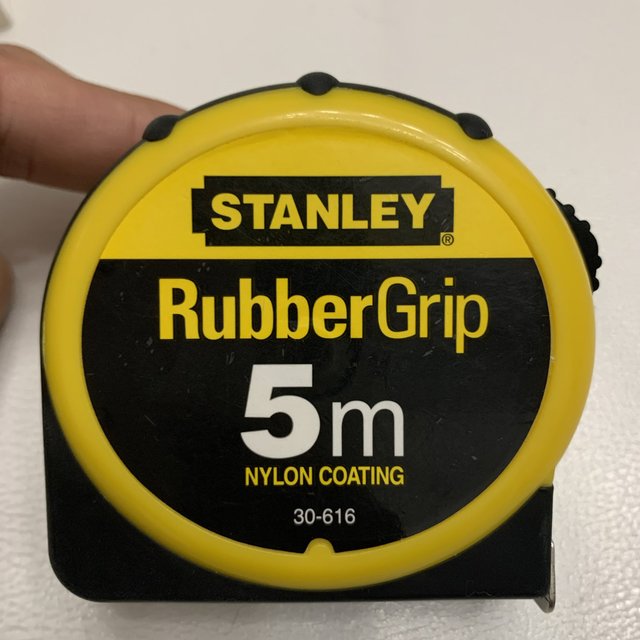 STANLEY®
RubberGrip
5m
NYLON COATING
30-616